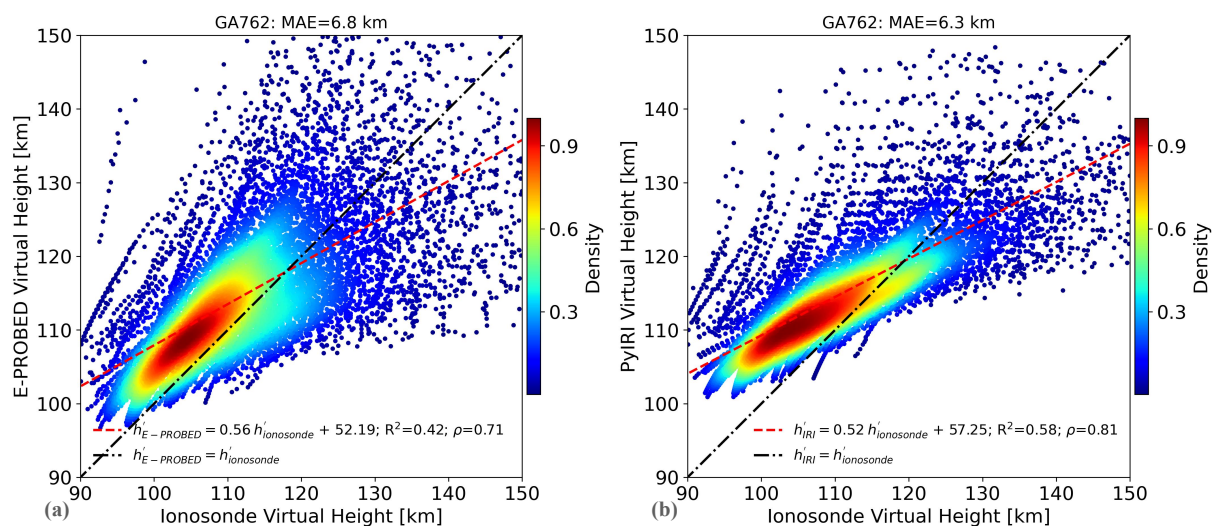 GA762: MAE=6.8 km
150
140
130
120
110
100
90
E-PROBED Virtual Height [km]
90 100 110 120 130 140 150
Ionosonde Virtual Height [km]
0.9
0.6
0.3
Density
h'E−PROBED = 0.56 h'ionosonde + 52.19; R²=0.42; ρ=0.71
h'E−PROBED = h'ionosonde
(a)
GA762: MAE=6.3 km
150
140
130
120
110
100
90
PyIRI Virtual Height [km]
90 100 110 120 130 140 150
Ionosonde Virtual Height [km]
0.9
0.6
0.3
Density
h'IRI = 0.52 h'ionosonde + 57.25; R²=0.58; ρ=0.81
h'IRI = h'ionosonde
(b)